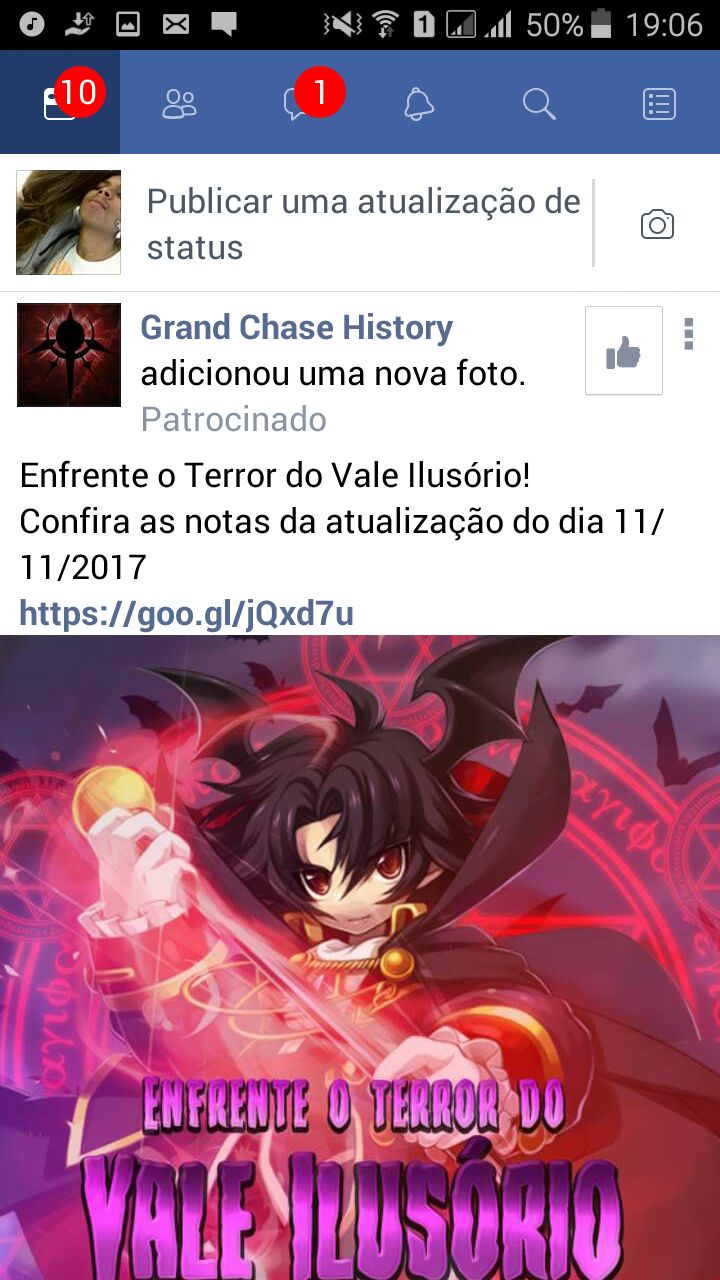 1 50% 19:06
10 1
Publicar uma atualização de
status
Grand Chase History
adicionou uma nova foto.
Patrocinado
Enfrente o Terror do Vale Ilusório!
Confira as notas da atualização do dia 11/
11/2017
https://goo.gl/jQxd7u
ENFRENTE O TERROR DO
VALE ILUSÓRIO